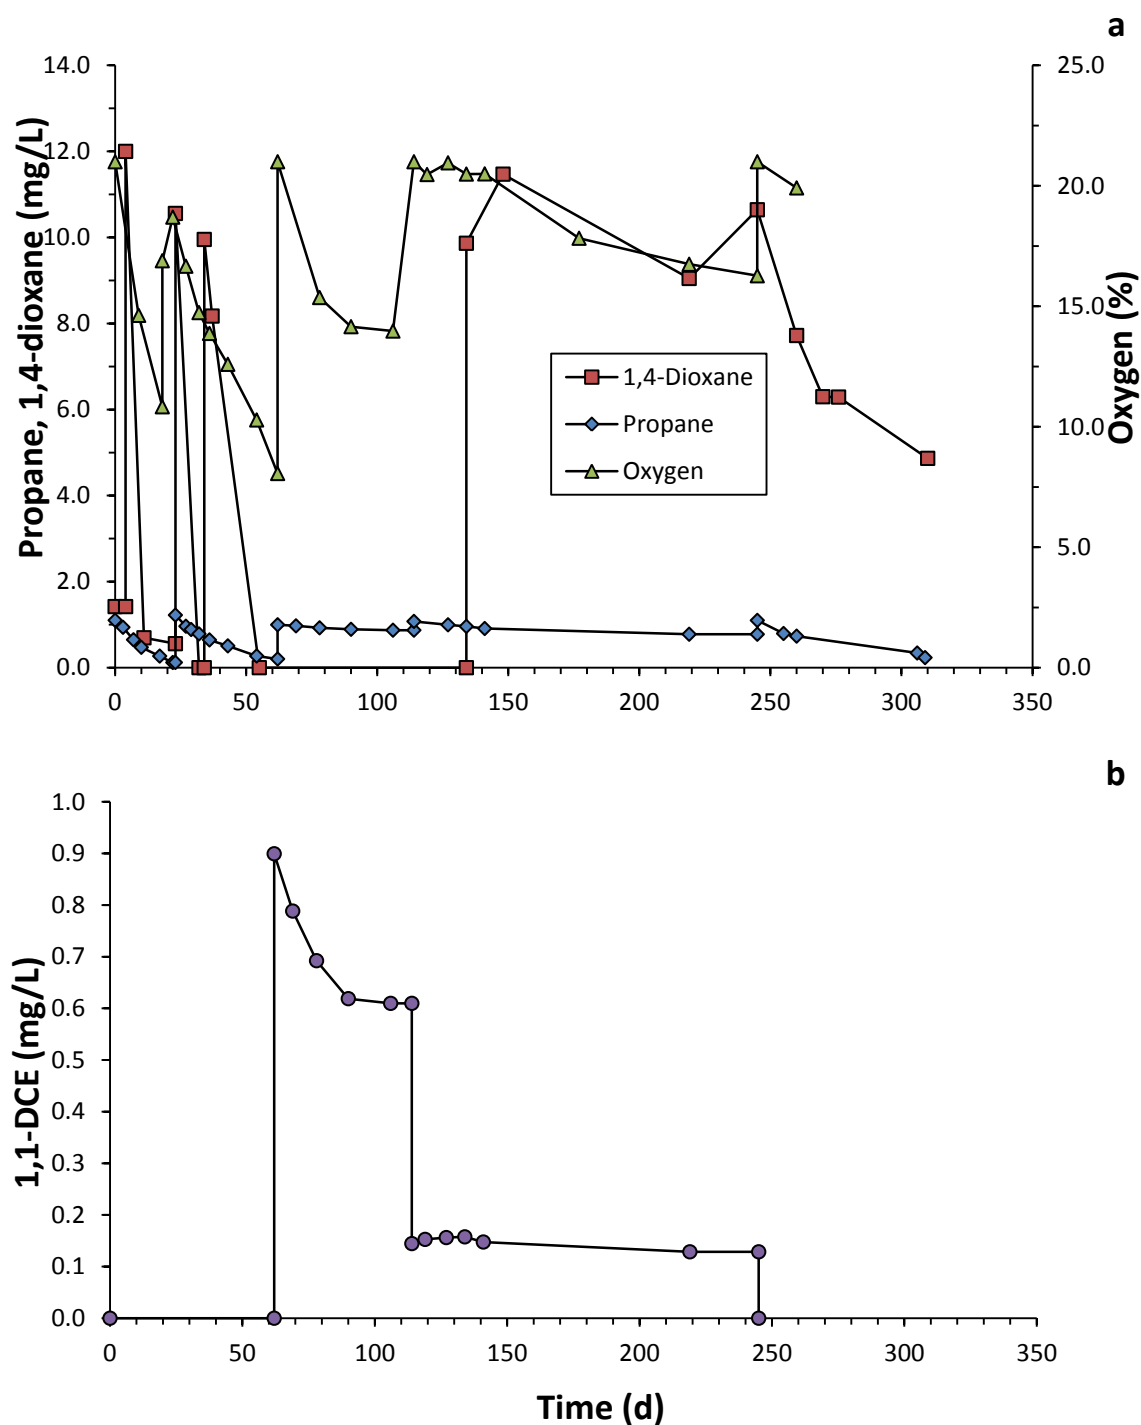 a
14.0
12.0
10.0
8.0
6.0
4.0
2.0
0.0
Propane, 1,4-dioxane (mg/L)
25.0
20.0
15.0
10.0
5.0
0.0
Oxygen (%)
1,4-Dioxane
Propane
Oxygen
0 50 100 150 200 250 300 350
b
1.0
0.9
0.8
0.7
0.6
0.5
0.4
0.3
0.2
0.1
0.0
1,1-DCE (mg/L)
0 50 100 150 200 250 300 350
Time (d)